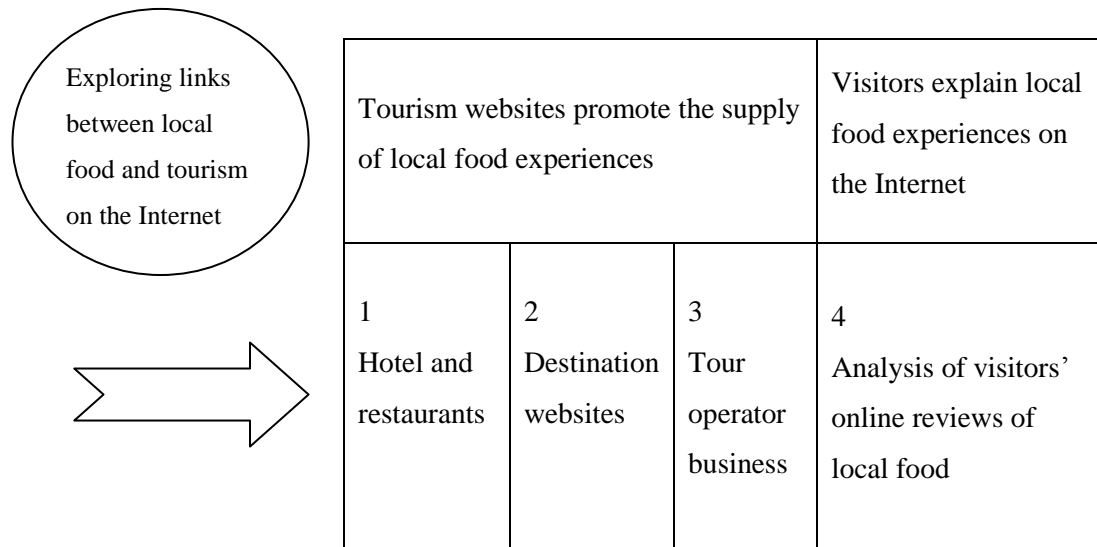 Exploring links
between local
food and tourism
on the Internet
Tourism websites promote the supply
of local food experiences
Visitors explain local
food experiences on
the Internet
1
Hotel and
restaurants
2
Destination
websites
3
Tour
operator
business
4
Analysis of visitors’
online reviews of
local food